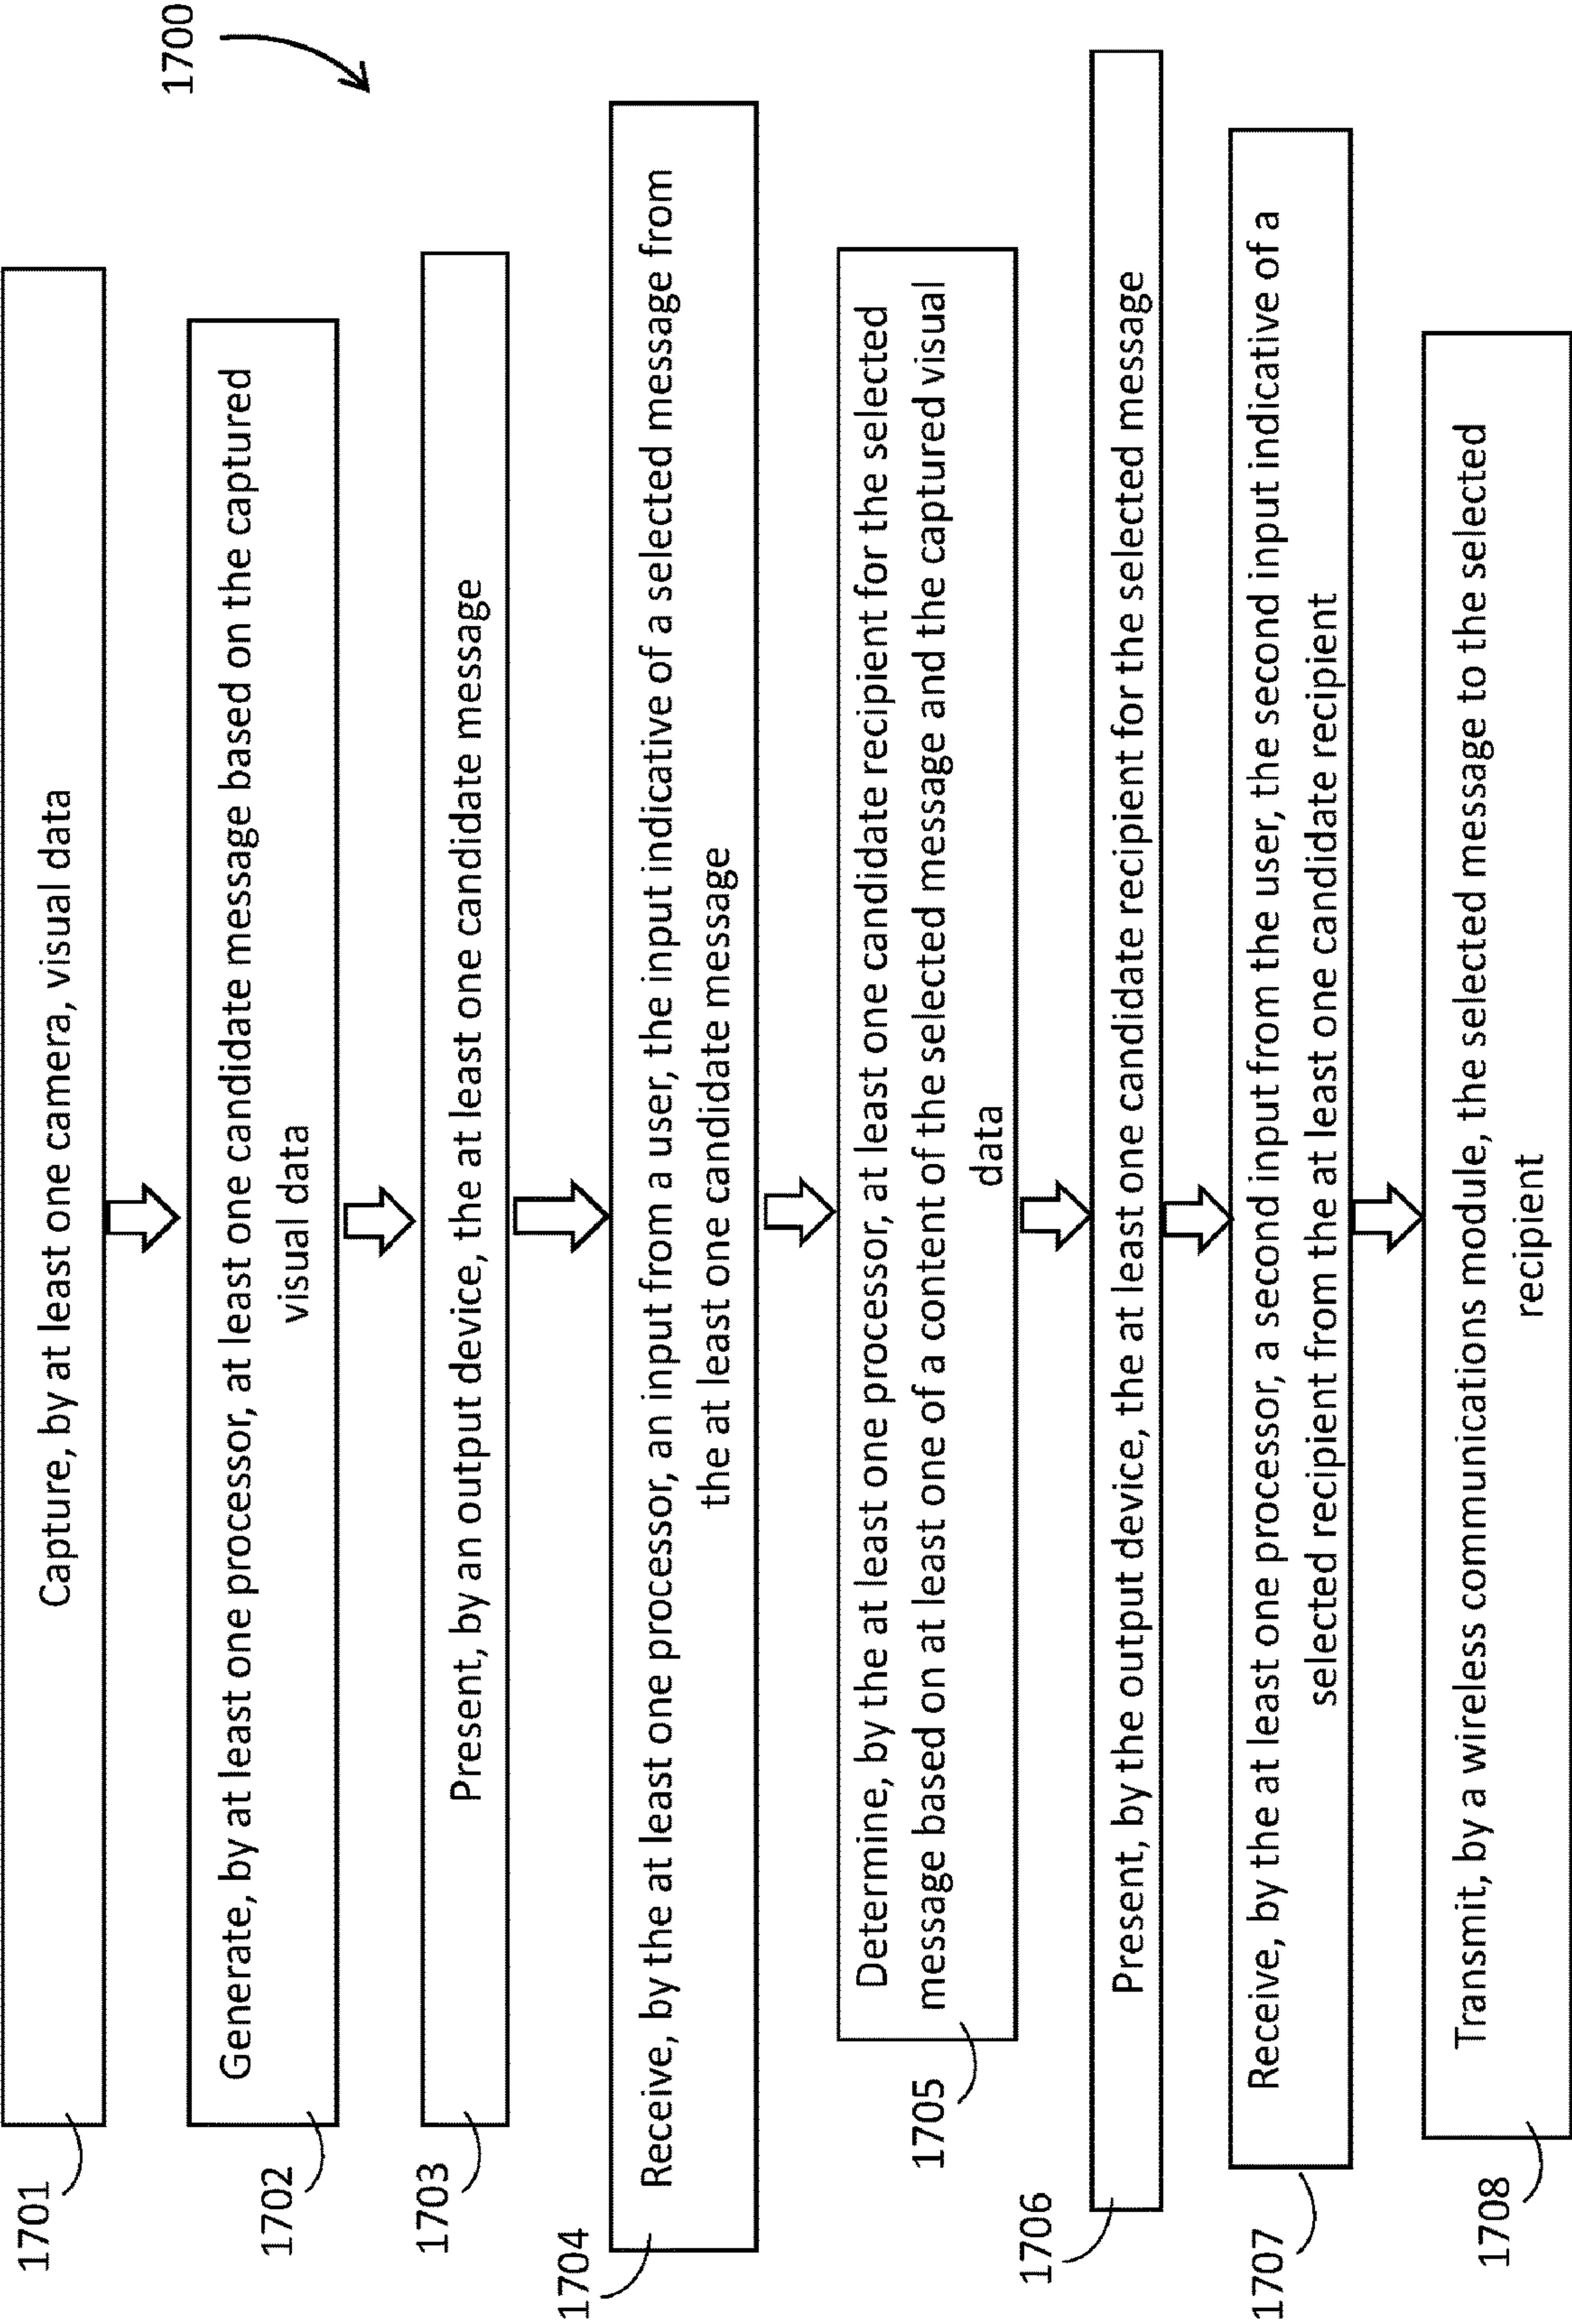 1700
1701
Capture, by at least one camera, visual data
1702
Generate, by at least one processor, at least one candidate message based on the captured
visual data
1703
Present, by an output device, the at least one candidate message
1704
Receive, by the at least one processor, an input from a user, the input indicative of a selected message from
the at least one candidate message
1705
Determine, by the at least one processor, at least one candidate recipient for the selected
message based on at least one of a content of the selected message and the captured visual
data
1706
Present, by the output device, the at least one candidate recipient for the selected message
1707
Receive, by the at least one processor, a second input from the user, the second input indicative of a
selected recipient from the at least one candidate recipient
1708
Transmit, by a wireless communications module, the selected message to the selected
recipient